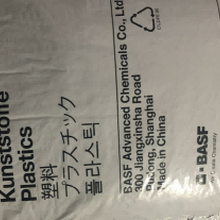 Kunststoffe
Plastics
塑料
プラスチック
플라스틱
BASF Advanced Chemicals Co., Ltd
300 Jiangxinsha Road
Pudong, Shanghai
Made in China
BASF